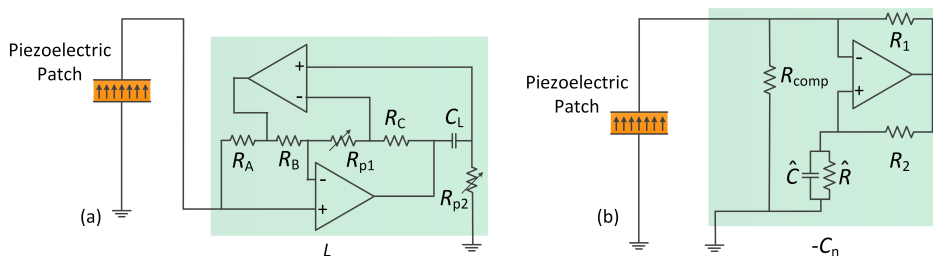 Piezoelectric
Patch
+
-
R_A
R_B
R_p1
R_C
C_L
-
+
R_p2
(a)
L
Piezoelectric
Patch
R_comp
R_1
-
+
R_2
Ĉ
R̂
(b)
-C_n